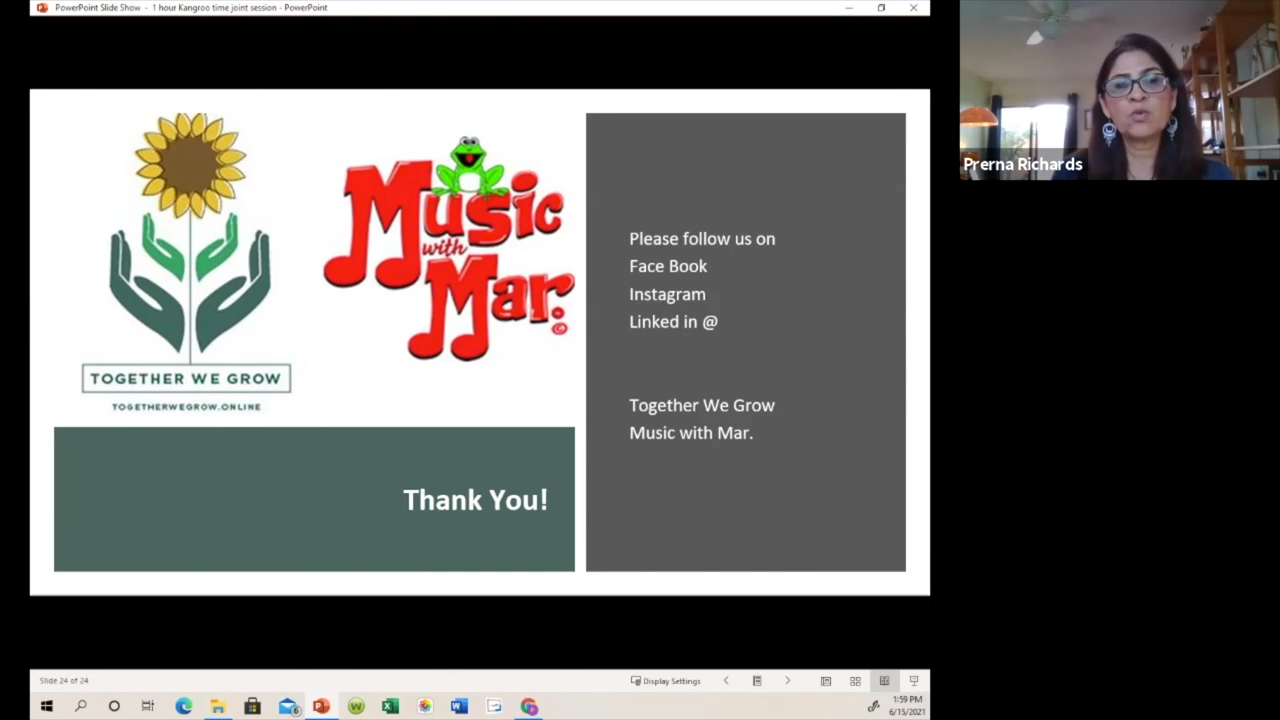 PowerPoint Slide Show - 1 hour Kangroo time joint session - PowerPoint
Prerna Richards
Music
with
Mar.
TOGETHER WE GROW
TOGETHERWEGROW.ONLINE
Thank You!
Please follow us on
Face Book
Instagram
Linked in @
Together We Grow
Music with Mar.
Slide 24 of 24
Display Settings
6
1:59 PM
6/15/2021